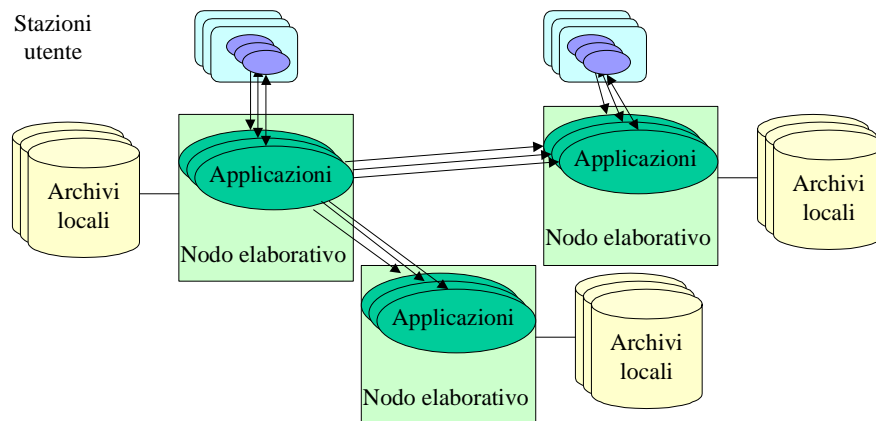 Stazioni
utente
Applicazioni
Archivi
locali
Nodo elaborativo
Applicazioni
Archivi
locali
Nodo elaborativo
Applicazioni
Archivi
locali
Nodo elaborativo